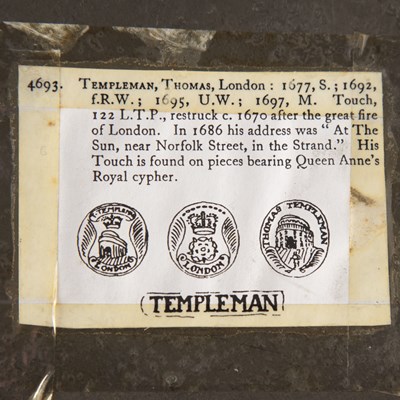 4693. TEMPLEMAN, THOMAS, London : 1677, S. ; 1692,
f.R.W. ; 1695, U.W. ; 1697, M. Touch,
122 L.T.P., restruck c. 1670 after the great fire
of London. In 1686 his address was “ At The
Sun, near Norfolk Street, in the Strand.” His
Touch is found on pieces bearing Queen Anne's
Royal cypher.
T·TEMPLEMAN
LONDON
LONDON
THOMAS TEMPLEMAN
TEMPLEMAN